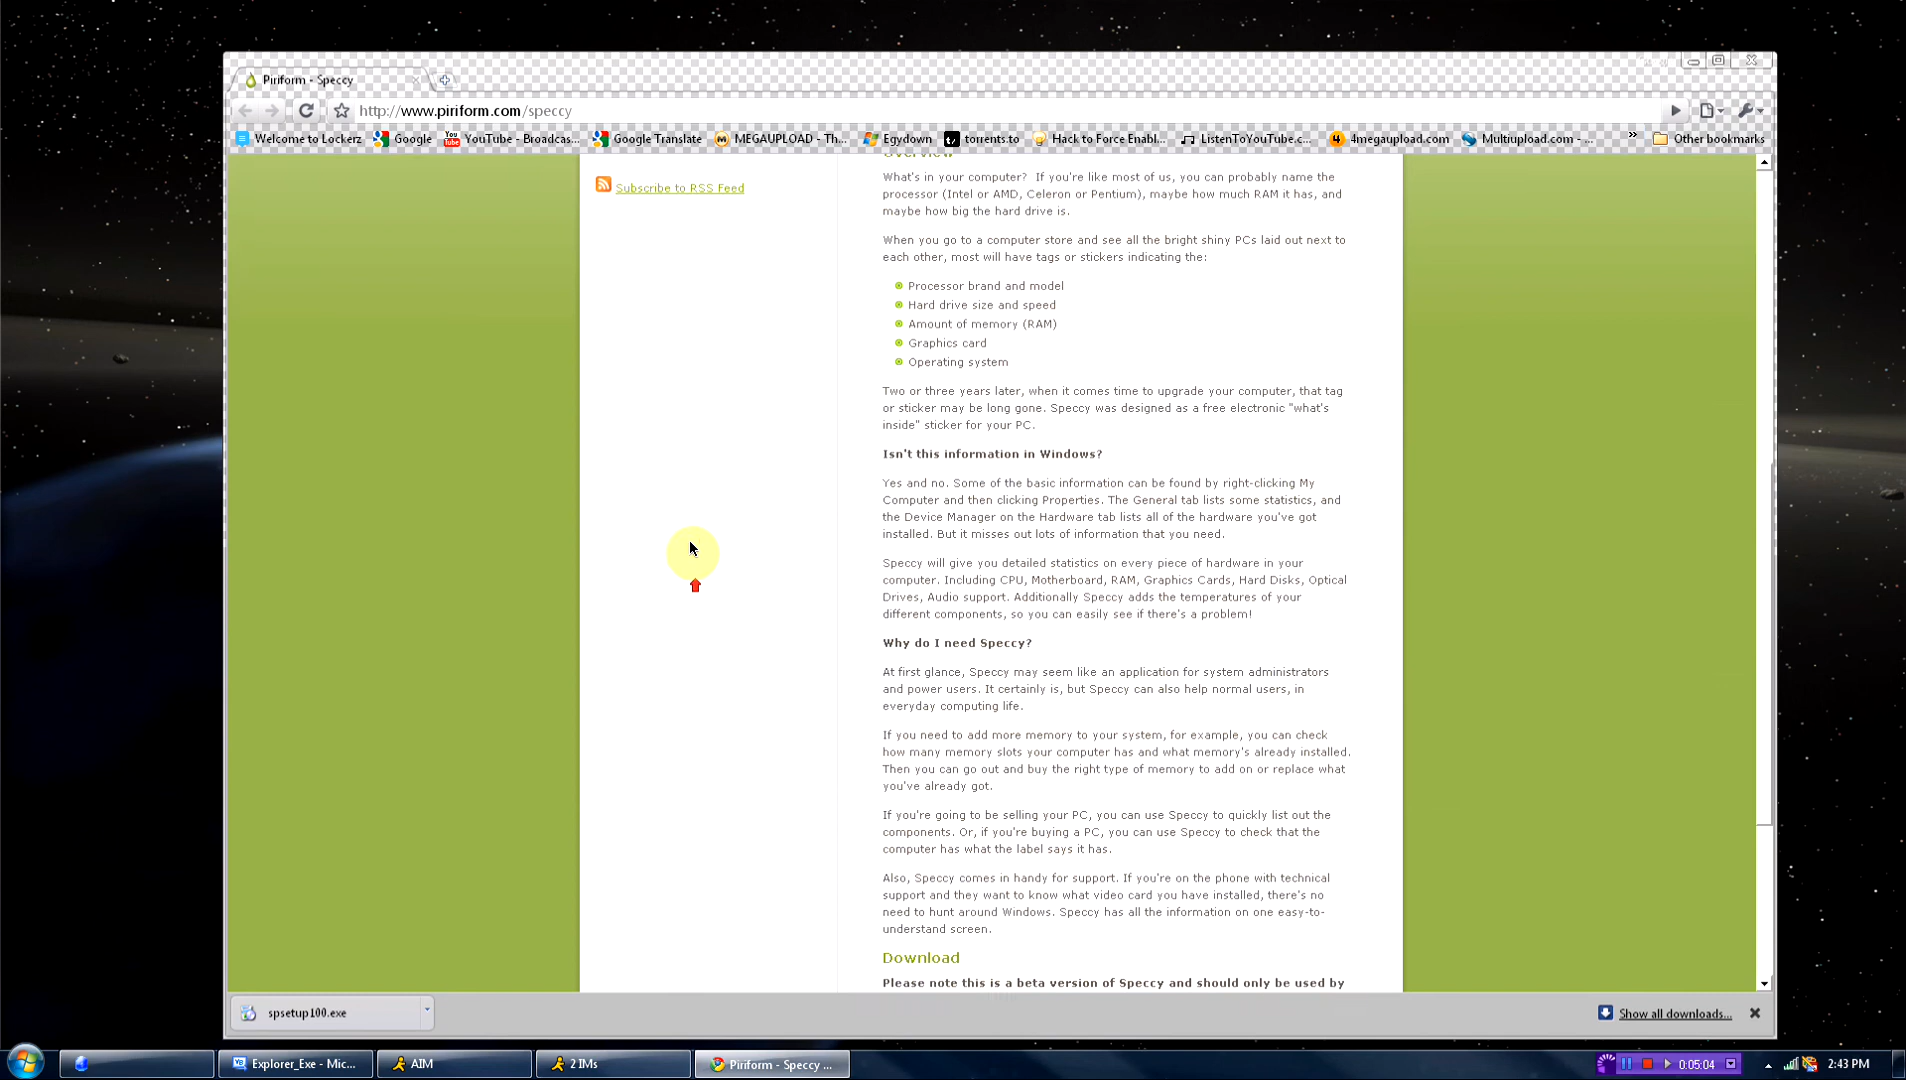 Piriform - Speccy
http://www.piriform.com/speccy
Welcome to Lockerz Google YouTube - Broadcas... Google Translate MEGAUPLOAD - Th... Egydown torrents.to Hack to Force Enabl... ListenToYouTube.c... 4megaupload.com Multiupload.com - ... » Other bookmarks
Overview
Subscribe to RSS Feed
What's in your computer? If you're like most of us, you can probably name the
processor (Intel or AMD, Celeron or Pentium), maybe how much RAM it has, and
maybe how big the hard drive is.
When you go to a computer store and see all the bright shiny PCs laid out next to
each other, most will have tags or stickers indicating the:
Processor brand and model
Hard drive size and speed
Amount of memory (RAM)
Graphics card
Operating system
Two or three years later, when it comes time to upgrade your computer, that tag
or sticker may be long gone. Speccy was designed as a free electronic "what's
inside" sticker for your PC.
Isn't this information in Windows?
Yes and no. Some of the basic information can be found by right-clicking My
Computer and then clicking Properties. The General tab lists some statistics, and
the Device Manager on the Hardware tab lists all of the hardware you've got
installed. But it misses out lots of information that you need.
Speccy will give you detailed statistics on every piece of hardware in your
computer. Including CPU, Motherboard, RAM, Graphics Cards, Hard Disks, Optical
Drives, Audio support. Additionally Speccy adds the temperatures of your
different components, so you can easily see if there's a problem!
Why do I need Speccy?
At first glance, Speccy may seem like an application for system administrators
and power users. It certainly is, but Speccy can also help normal users, in
everyday computing life.
If you need to add more memory to your system, for example, you can check
how many memory slots your computer has and what memory's already installed.
Then you can go out and buy the right type of memory to add on or replace what
you've already got.
If you're going to be selling your PC, you can use Speccy to quickly list out the
components. Or, if you're buying a PC, you can use Speccy to check that the
computer has what the label says it has.
Also, Speccy comes in handy for support. If you're on the phone with technical
support and they want to know what video card you have installed, there's no
need to hunt around Windows. Speccy has all the information on one easy-to-
understand screen.
Download
Please note this is a beta version of Speccy and should only be used by
spsetup100.exe
Show all downloads...
Explorer_Exe - Mic... AIM 2 IMs Piriform - Speccy ... 0:05:04 2:43 PM